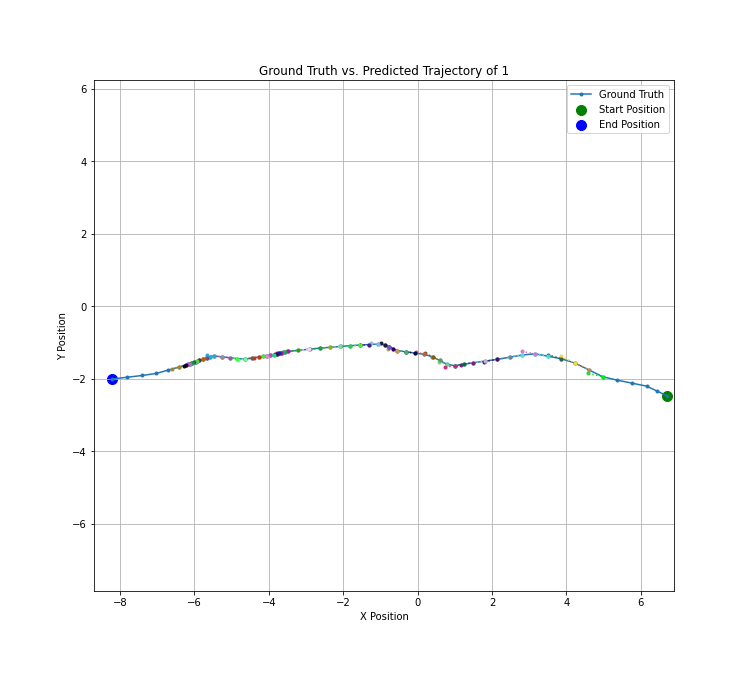 Ground Truth vs. Predicted Trajectory of 1
Ground Truth
Start Position
End Position
6
4
2
0
−2
−4
−6
Y Position
−8 −6 −4 −2 0 2 4 6
X Position